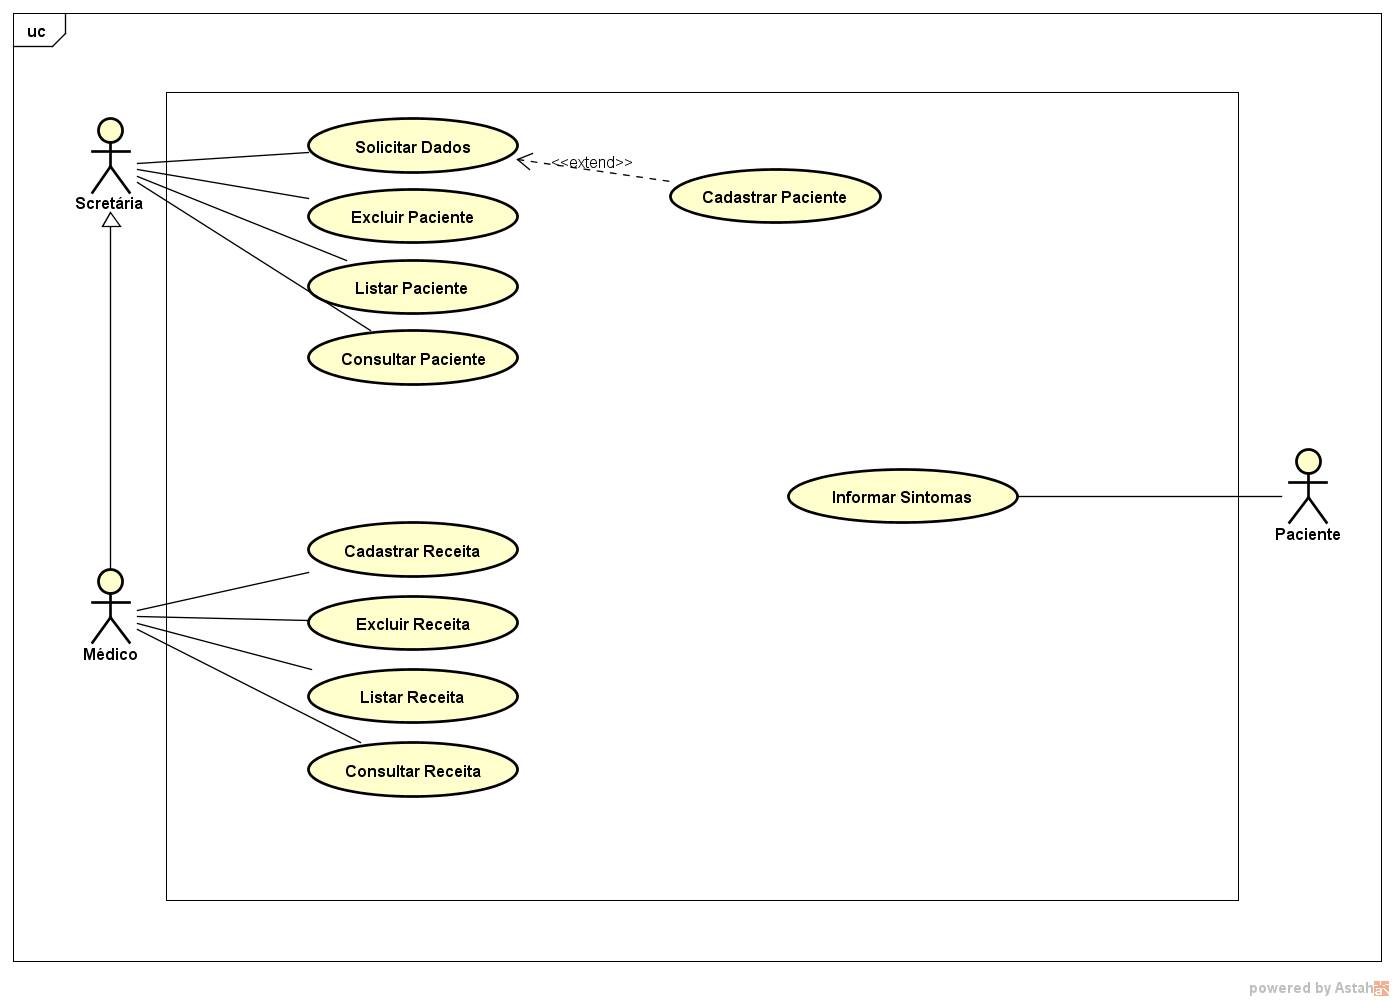 uc
Solicitar Dados
<<extend>>
Cadastrar Paciente
Scretária
Excluir Paciente
Listar Paciente
Consultar Paciente
Informar Sintomas
Paciente
Cadastrar Receita
Excluir Receita
Médico
Listar Receita
Consultar Receita
powered by Astah